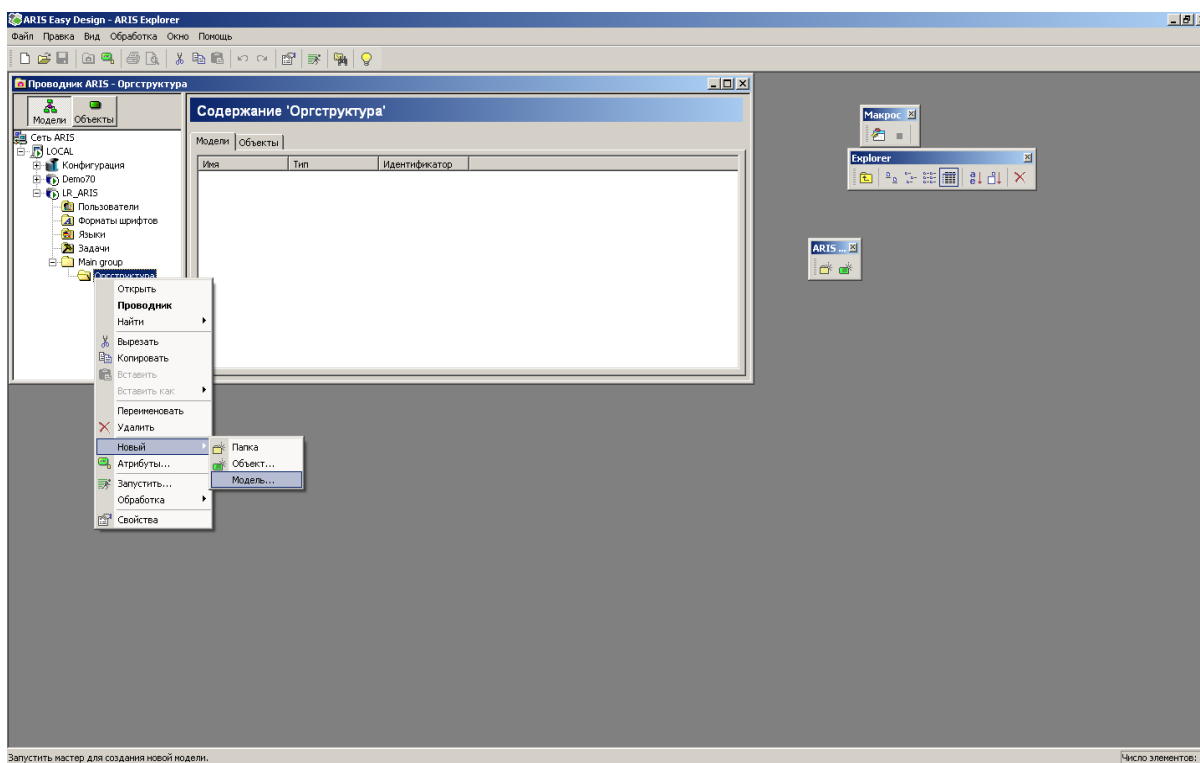 ARIS Easy Design - ARIS Explorer
Файл Правка Вид Обработка Окно Помощь
Проводник ARIS - Оргструктура
Модели Объекты
Содержание 'Оргструктура'
Модели Объекты
Имя Тип Идентификатор
Сеть ARIS
LOCAL
Конфигурация
Demo70
LR_ARIS
Пользователи
Форматы шрифтов
Языки
Задачи
Main group
Оргструктура
Открыть
Проводник
Найти
Вырезать
Копировать
Вставить
Вставить как
Переименовать
Удалить
Новый
Атрибуты...
Запустить...
Обработка
Свойства
Папка
Объект...
Модель...
Макрос
Explorer
ARIS ...
Запустить мастер для создания новой модели.
Число элементов: